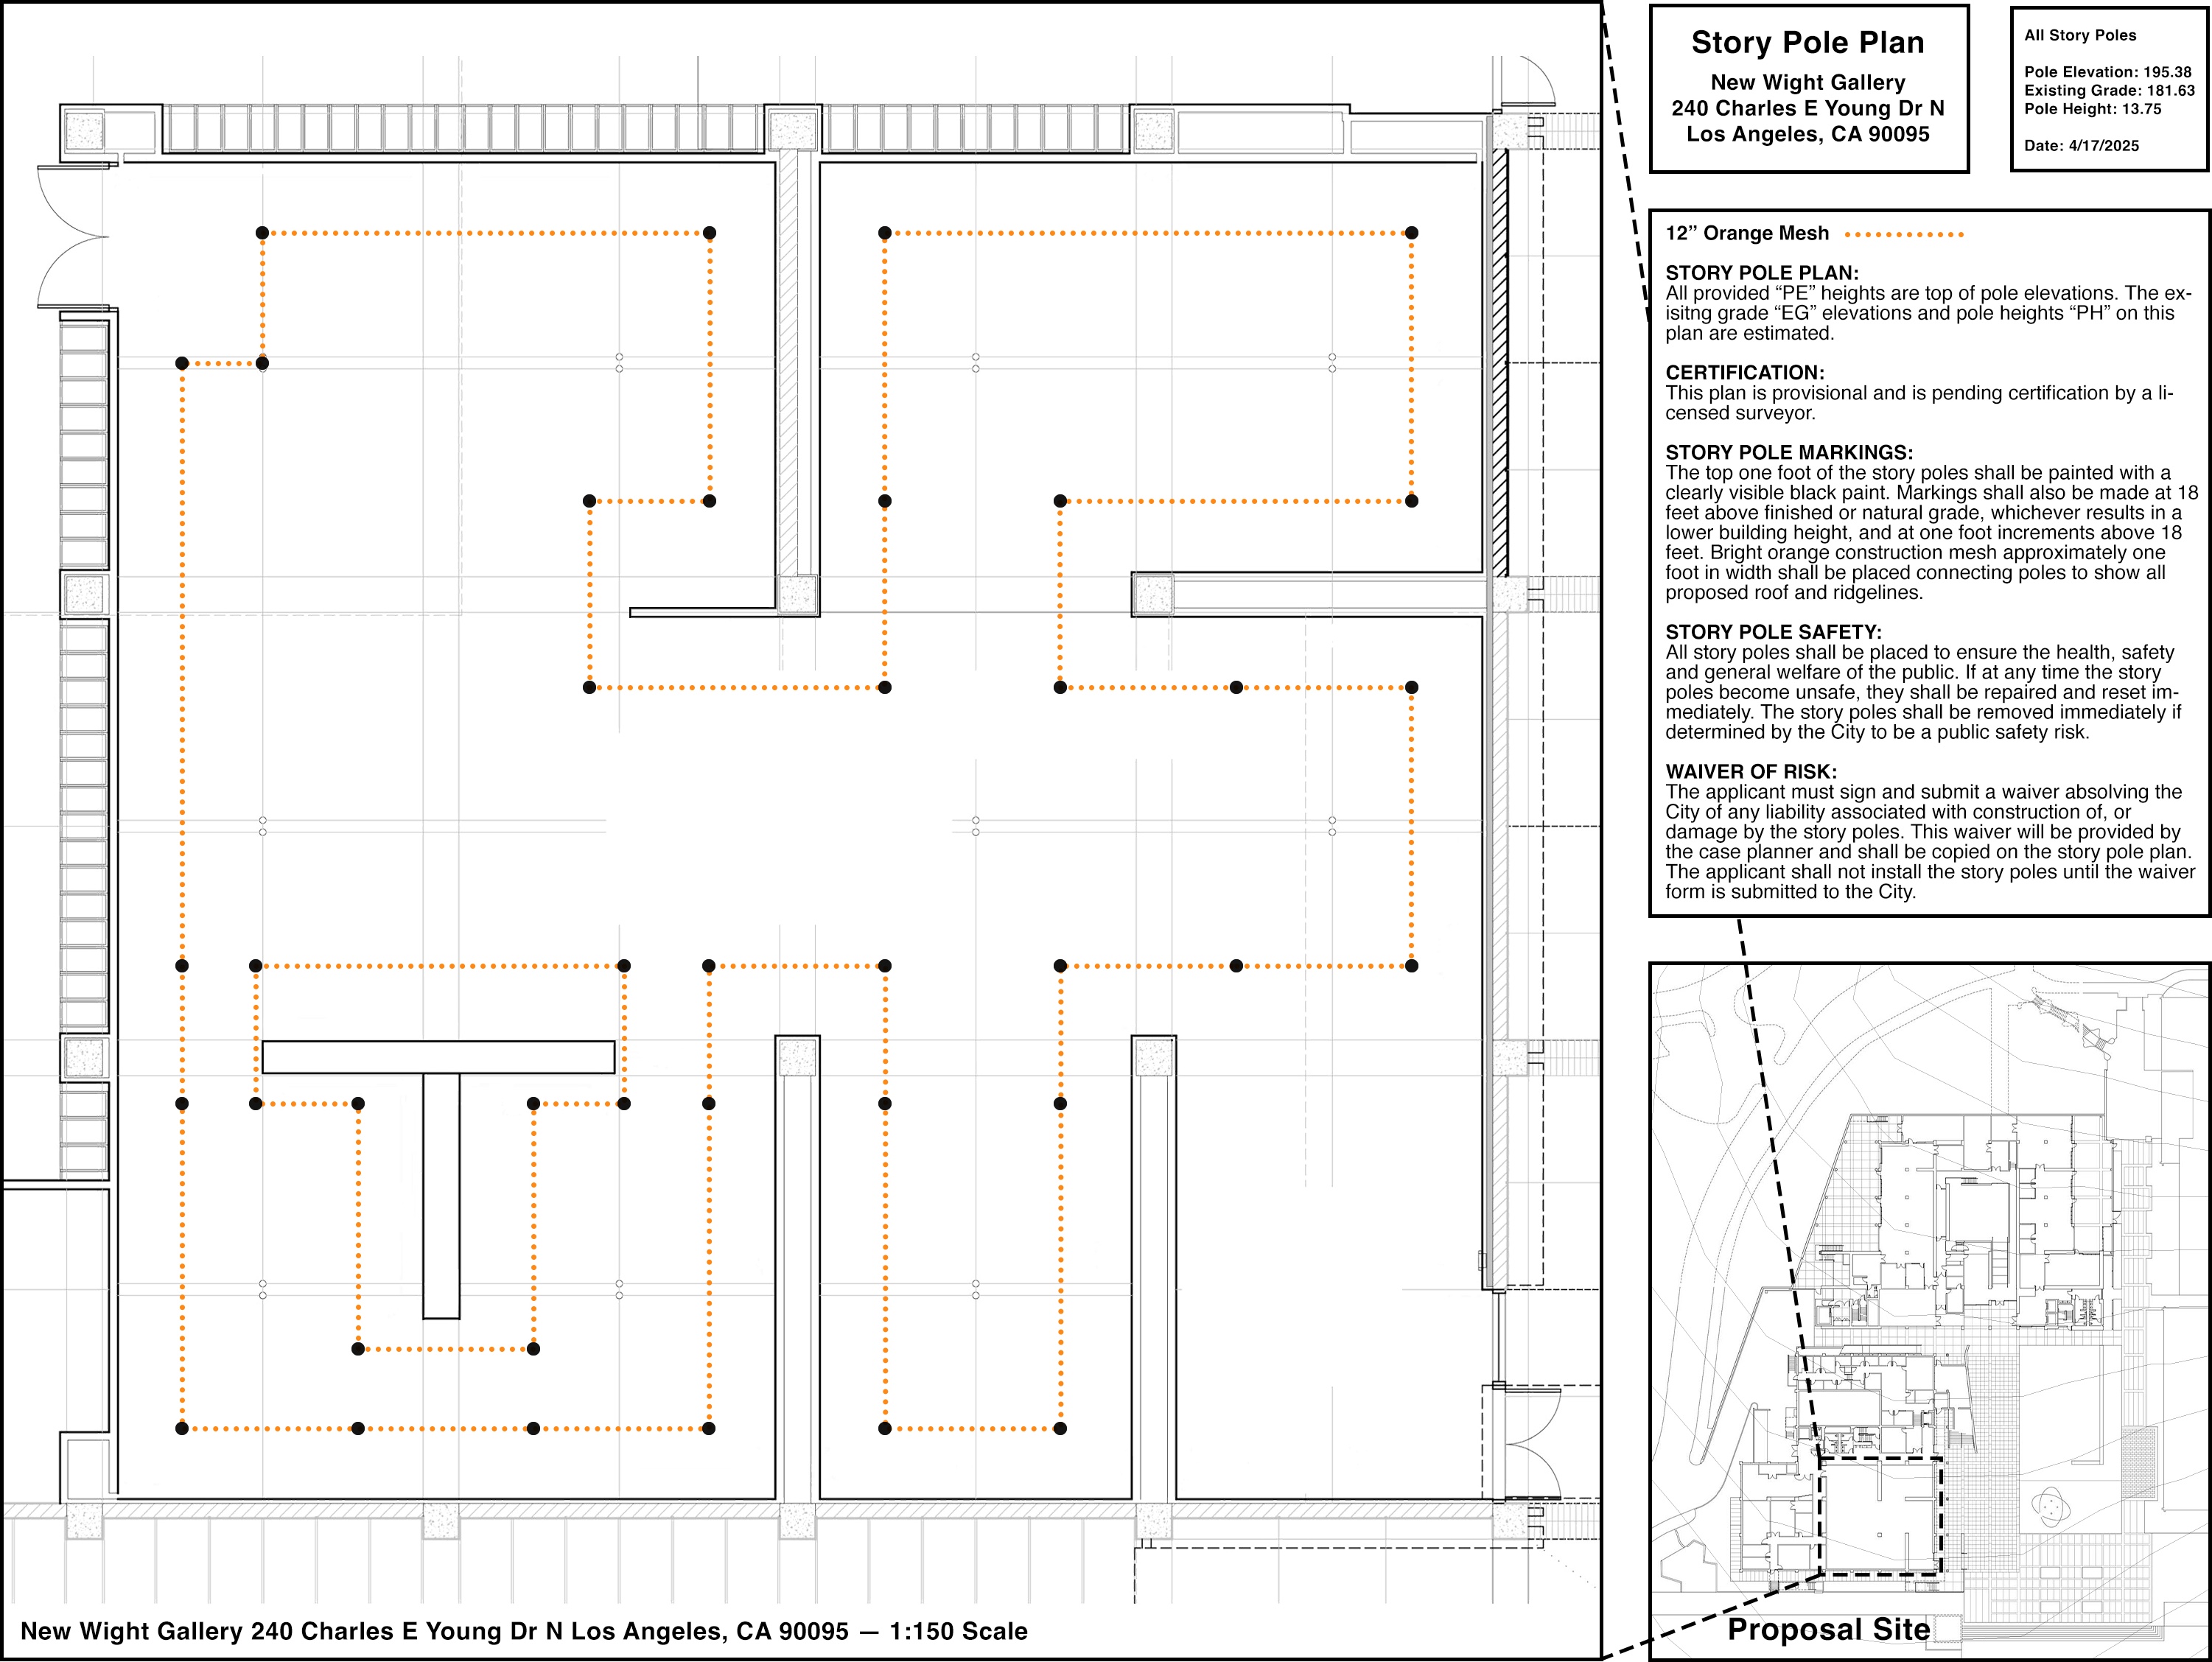 Story Pole Plan
New Wight Gallery
240 Charles E Young Dr N
Los Angeles, CA 90095
All Story Poles
Pole Elevation: 195.38
Existing Grade: 181.63
Pole Height: 13.75
Date: 4/17/2025
12” Orange Mesh
STORY POLE PLAN:
All provided “PE” heights are top of pole elevations. The ex-
isitng grade “EG” elevations and pole heights “PH” on this
plan are estimated.
CERTIFICATION:
This plan is provisional and is pending certification by a li-
censed surveyor.
STORY POLE MARKINGS:
The top one foot of the story poles shall be painted with a
clearly visible black paint. Markings shall also be made at 18
feet above finished or natural grade, whichever results in a
lower building height, and at one foot increments above 18
feet. Bright orange construction mesh approximately one
foot in width shall be placed connecting poles to show all
proposed roof and ridgelines.
STORY POLE SAFETY:
All story poles shall be placed to ensure the health, safety
and general welfare of the public. If at any time the story
poles become unsafe, they shall be repaired and reset im-
mediately. The story poles shall be removed immediately if
determined by the City to be a public safety risk.
WAIVER OF RISK:
The applicant must sign and submit a waiver absolving the
City of any liability associated with construction of, or
damage by the story poles. This waiver will be provided by
the case planner and shall be copied on the story pole plan.
The applicant shall not install the story poles until the waiver
form is submitted to the City.
New Wight Gallery 240 Charles E Young Dr N Los Angeles, CA 90095 — 1:150 Scale
Proposal Site